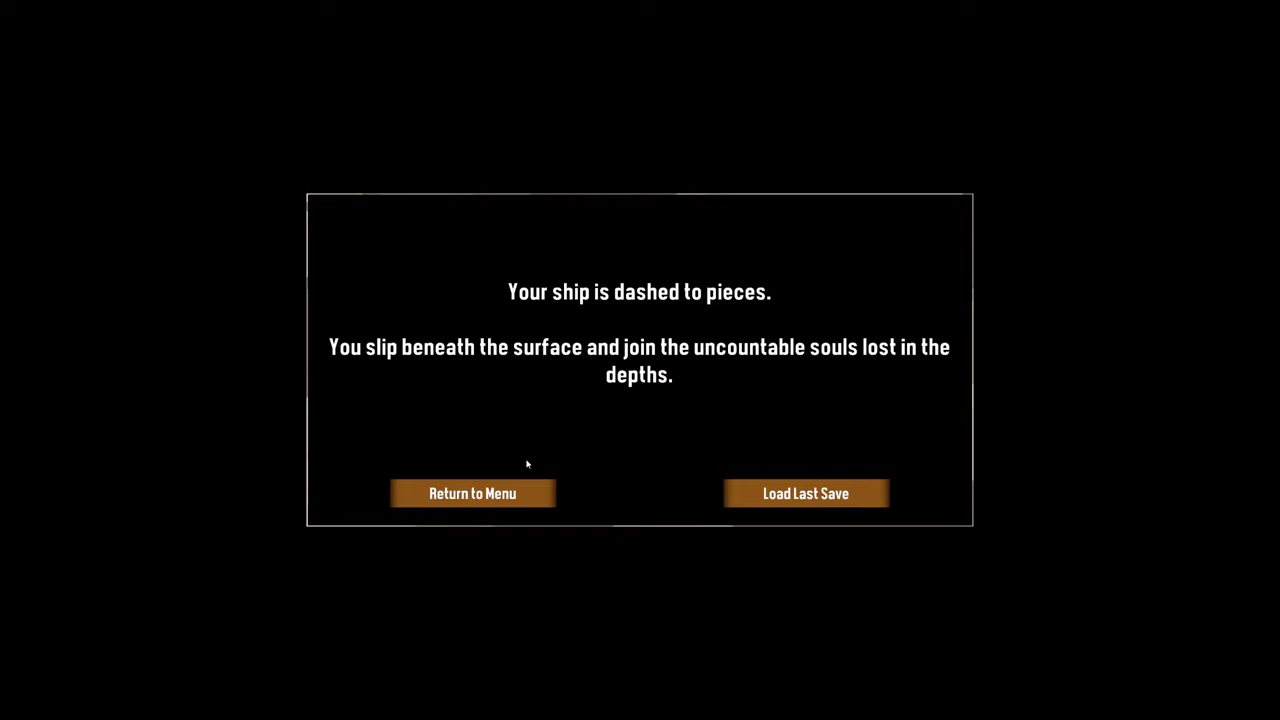 Your ship is dashed to pieces.
You slip beneath the surface and join the uncountable souls lost in the
depths.
Return to Menu
Load Last Save